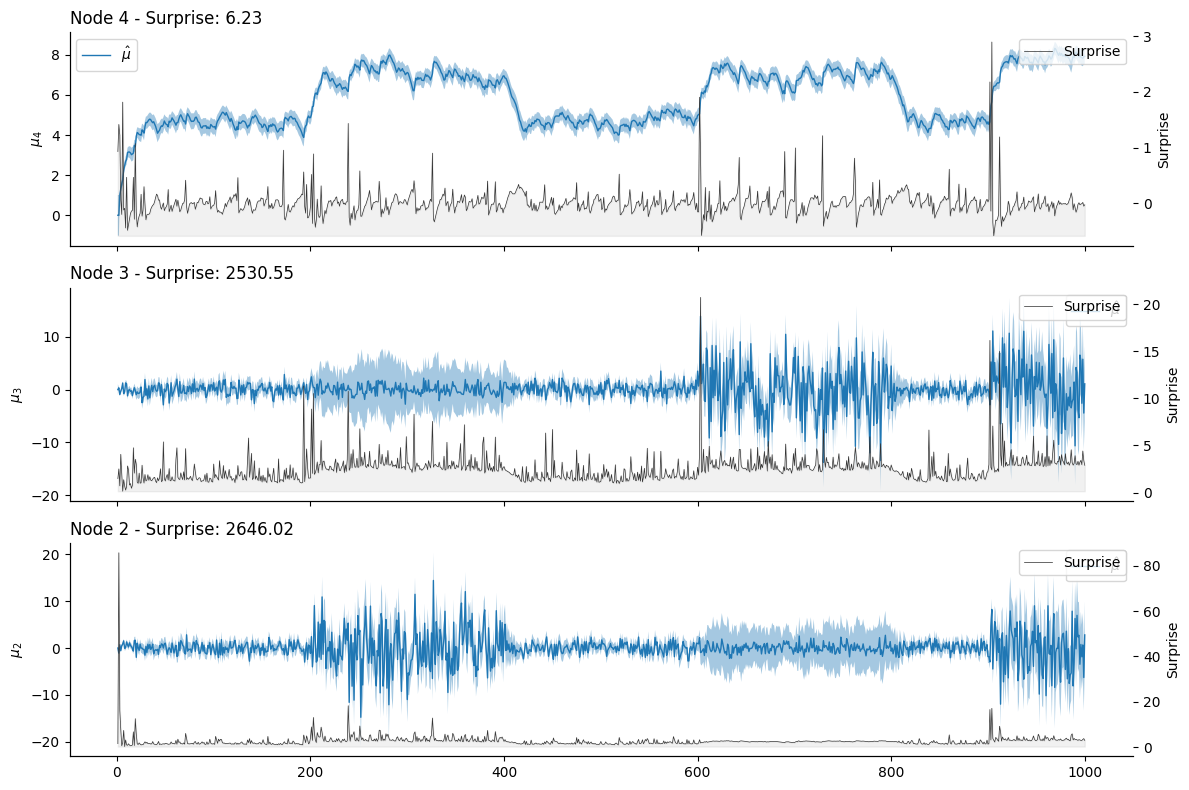 Node 4 - Surprise: 6.23
μ̂
Surprise
8
6
4
2
0
μ4
3
2
1
0
Surprise
Node 3 - Surprise: 2530.55
Surprise
μ̂
10
0
−10
−20
μ3
20
15
10
5
0
Surprise
Node 2 - Surprise: 2646.02
Surprise
μ̂
20
10
0
−10
−20
μ2
80
60
40
20
0
Surprise
0
200
400
600
800
1000